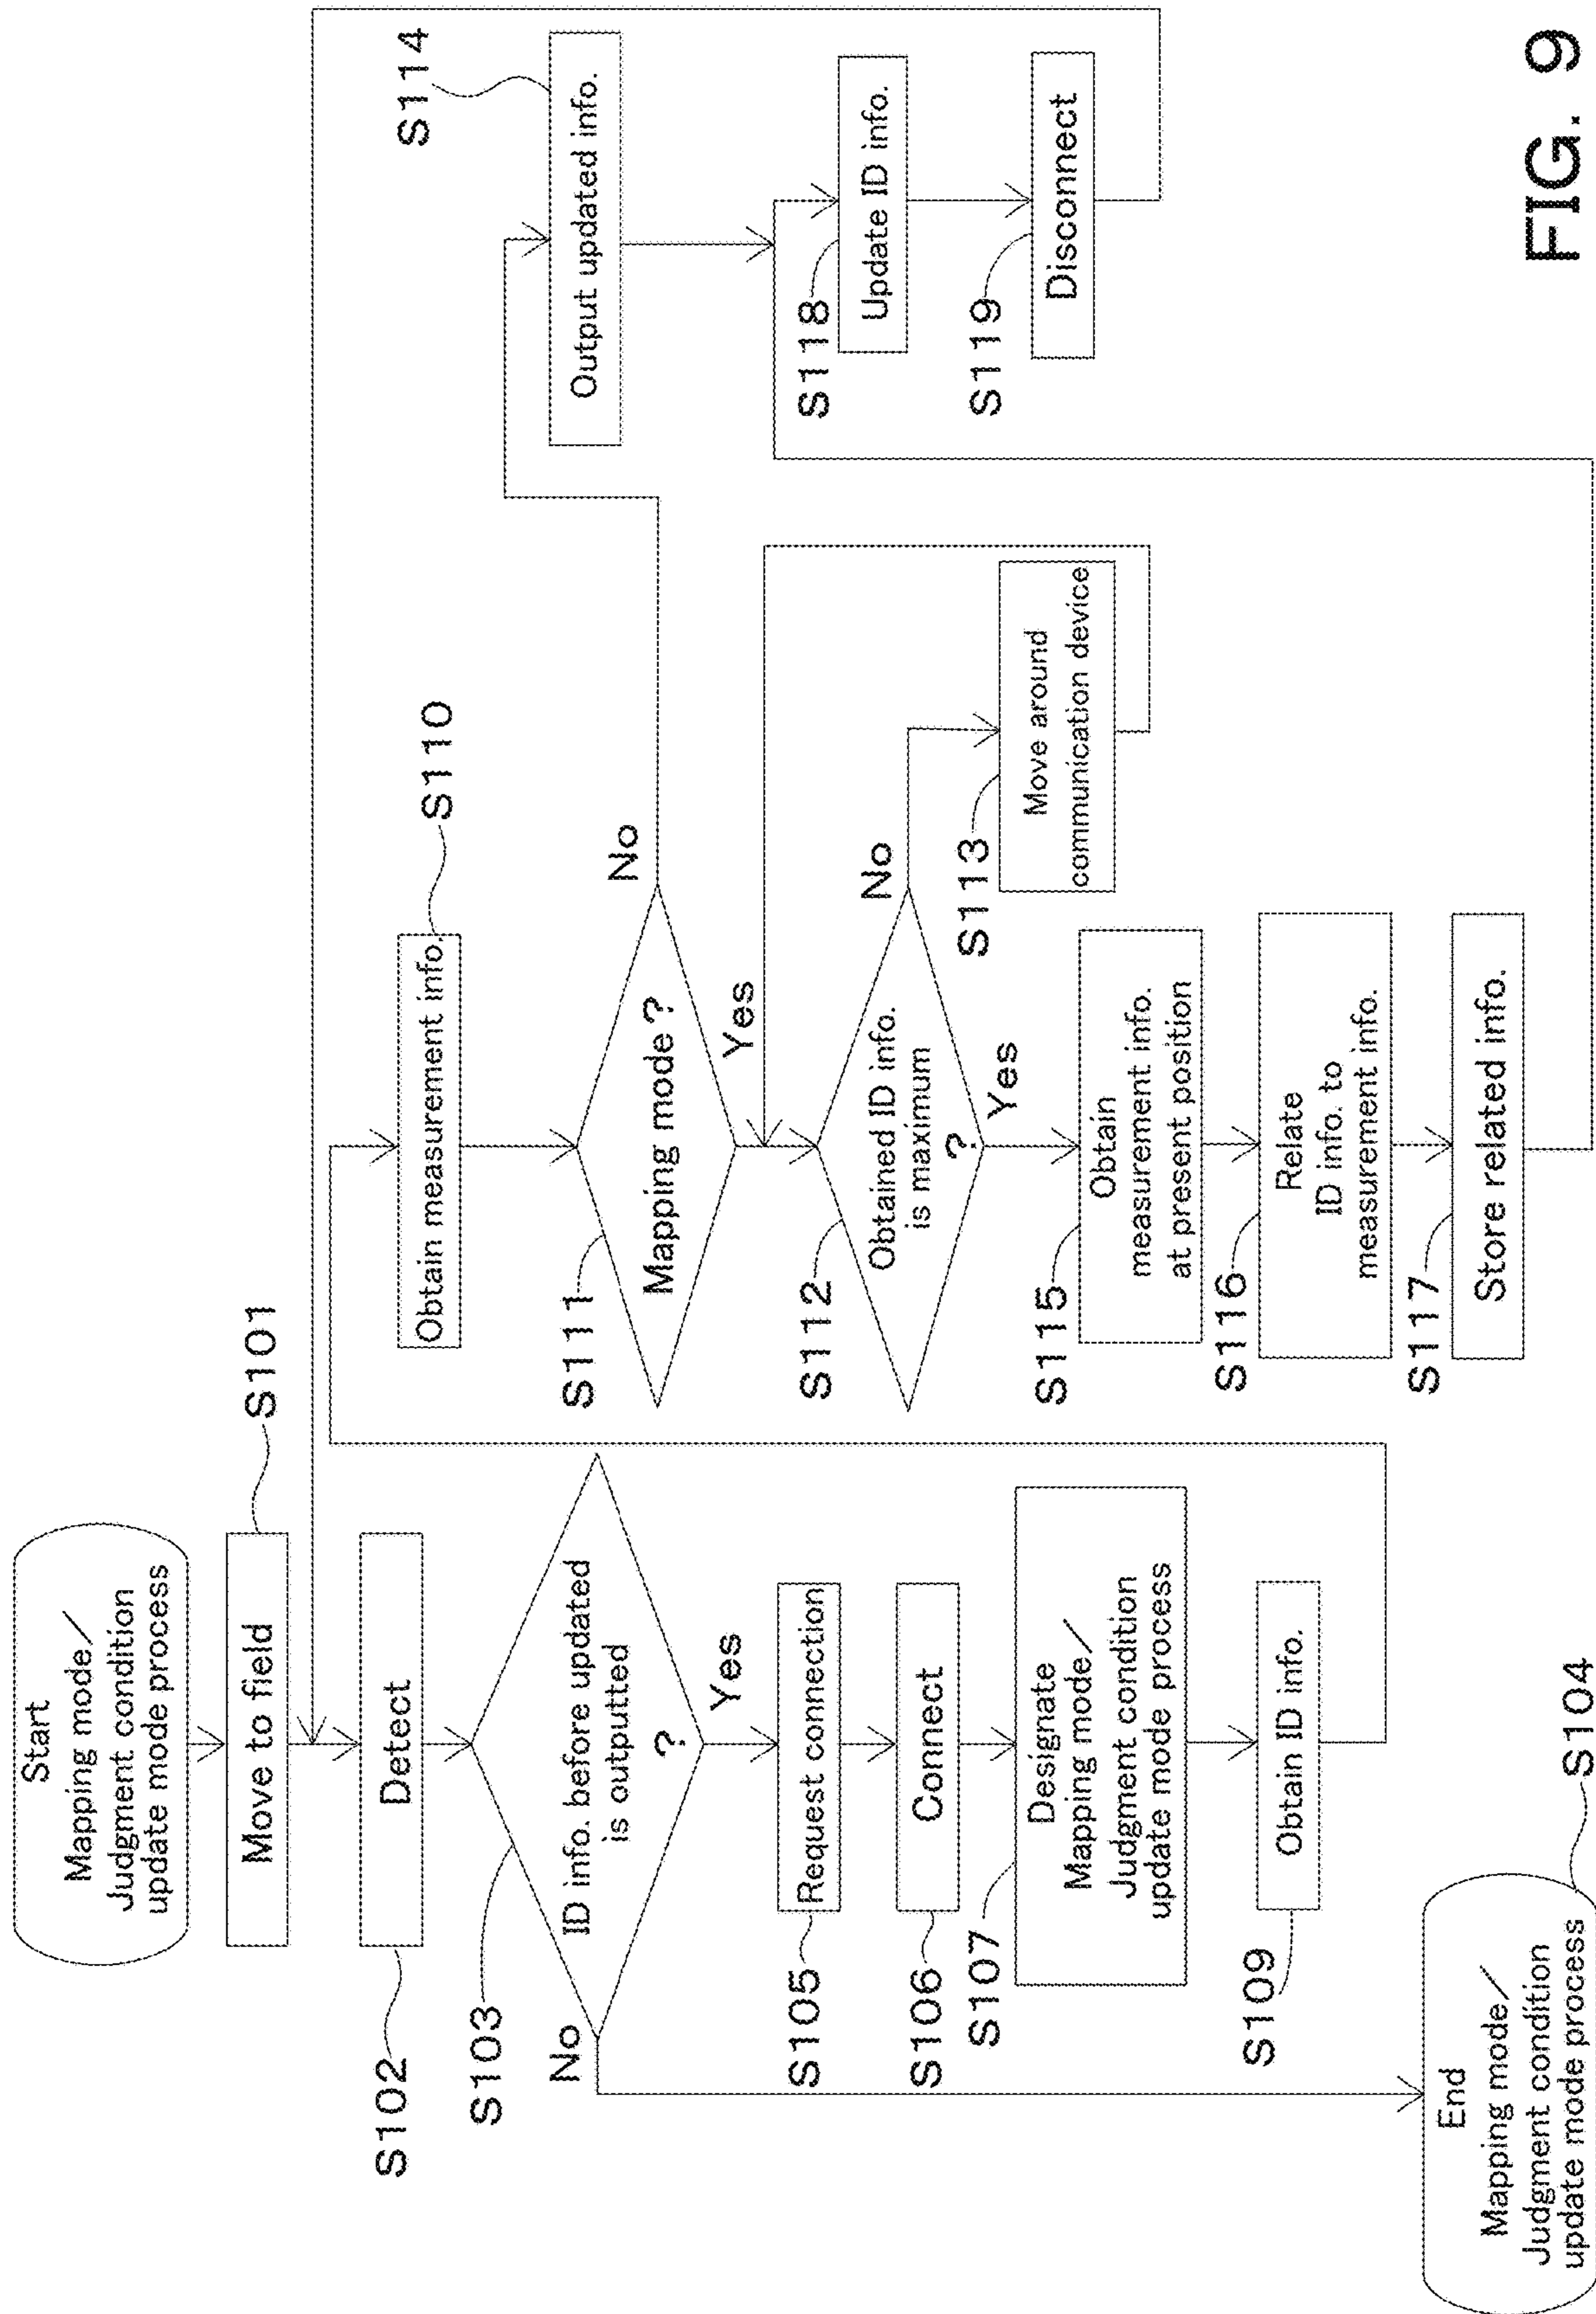 Start
Mapping mode/
Judgment condition
update mode process
Move to field
S101
Detect
S102
ID info. before updated
is outputted
?
S103
No
Yes
Request connection
S105
Connect
S106
Designate
Mapping mode/
Judgment condition
update mode process
S107
Obtain ID info.
S109
End
Mapping mode/
Judgment condition
update mode process
S104
Obtain measurement info.
S110
Mapping mode?
S111
No
Yes
Obtained ID info.
is maximum
?
S112
No
Yes
Move around
communication device
S113
Obtain
measurement info.
at present position
S115
Relate
ID info. to
measurement info.
S116
Store related info.
S117
Output updated info.
S114
Update ID info.
S118
Disconnect
S119
FIG. 9